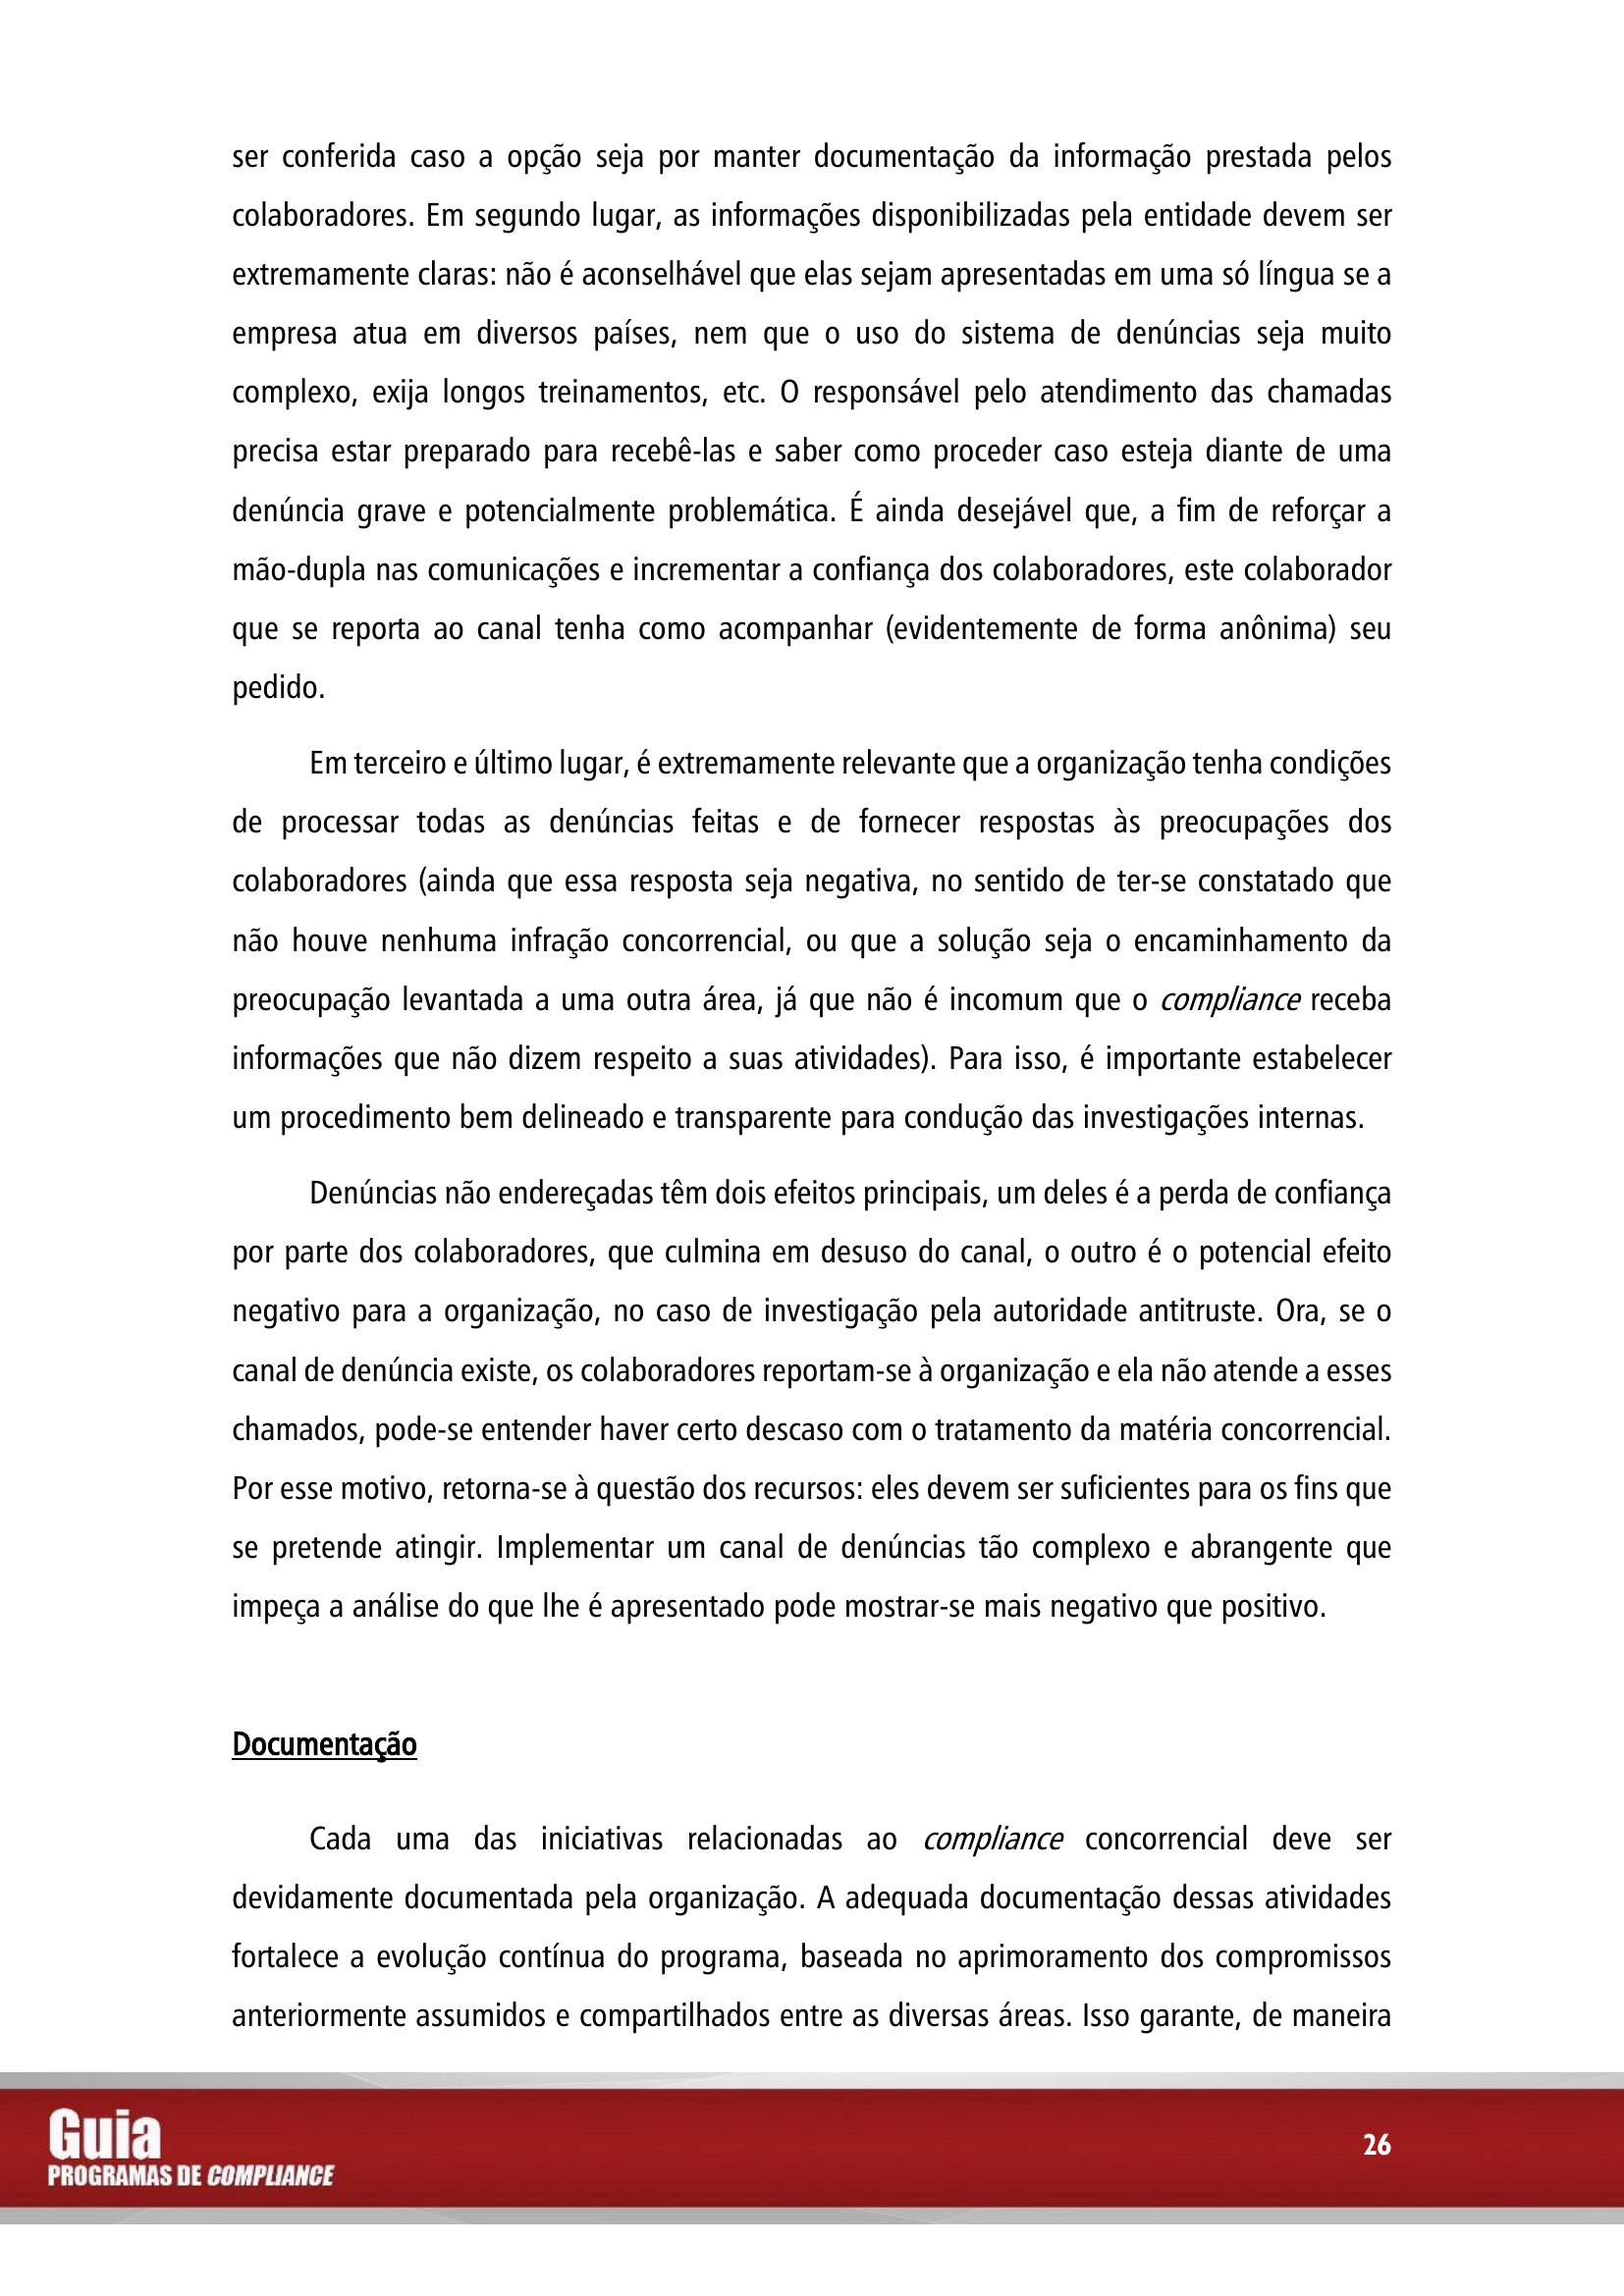 ser conferida caso a opção seja por manter documentação da informação prestada pelos
colaboradores. Em segundo lugar, as informações disponibilizadas pela entidade devem ser
extremamente claras: não é aconselhável que elas sejam apresentadas em uma só língua se a
empresa atua em diversos países, nem que o uso do sistema de denúncias seja muito
complexo, exija longos treinamentos, etc. O responsável pelo atendimento das chamadas
precisa estar preparado para recebê-las e saber como proceder caso esteja diante de uma
denúncia grave e potencialmente problemática. É ainda desejável que, a fim de reforçar a
mão-dupla nas comunicações e incrementar a confiança dos colaboradores, este colaborador
que se reporta ao canal tenha como acompanhar (evidentemente de forma anônima) seu
pedido.
Em terceiro e último lugar, é extremamente relevante que a organização tenha condições
de processar todas as denúncias feitas e de fornecer respostas às preocupações dos
colaboradores (ainda que essa resposta seja negativa, no sentido de ter-se constatado que
não houve nenhuma infração concorrencial, ou que a solução seja o encaminhamento da
preocupação levantada a uma outra área, já que não é incomum que o compliance receba
informações que não dizem respeito a suas atividades). Para isso, é importante estabelecer
um procedimento bem delineado e transparente para condução das investigações internas.
Denúncias não endereçadas têm dois efeitos principais, um deles é a perda de confiança
por parte dos colaboradores, que culmina em desuso do canal, o outro é o potencial efeito
negativo para a organização, no caso de investigação pela autoridade antitruste. Ora, se o
canal de denúncia existe, os colaboradores reportam-se à organização e ela não atende a esses
chamados, pode-se entender haver certo descaso com o tratamento da matéria concorrencial.
Por esse motivo, retorna-se à questão dos recursos: eles devem ser suficientes para os fins que
se pretende atingir. Implementar um canal de denúncias tão complexo e abrangente que
impeça a análise do que lhe é apresentado pode mostrar-se mais negativo que positivo.
Documentação
Cada uma das iniciativas relacionadas ao compliance concorrencial deve ser
devidamente documentada pela organização. A adequada documentação dessas atividades
fortalece a evolução contínua do programa, baseada no aprimoramento dos compromissos
anteriormente assumidos e compartilhados entre as diversas áreas. Isso garante, de maneira
Guia
PROGRAMAS DE COMPLIANCE
26